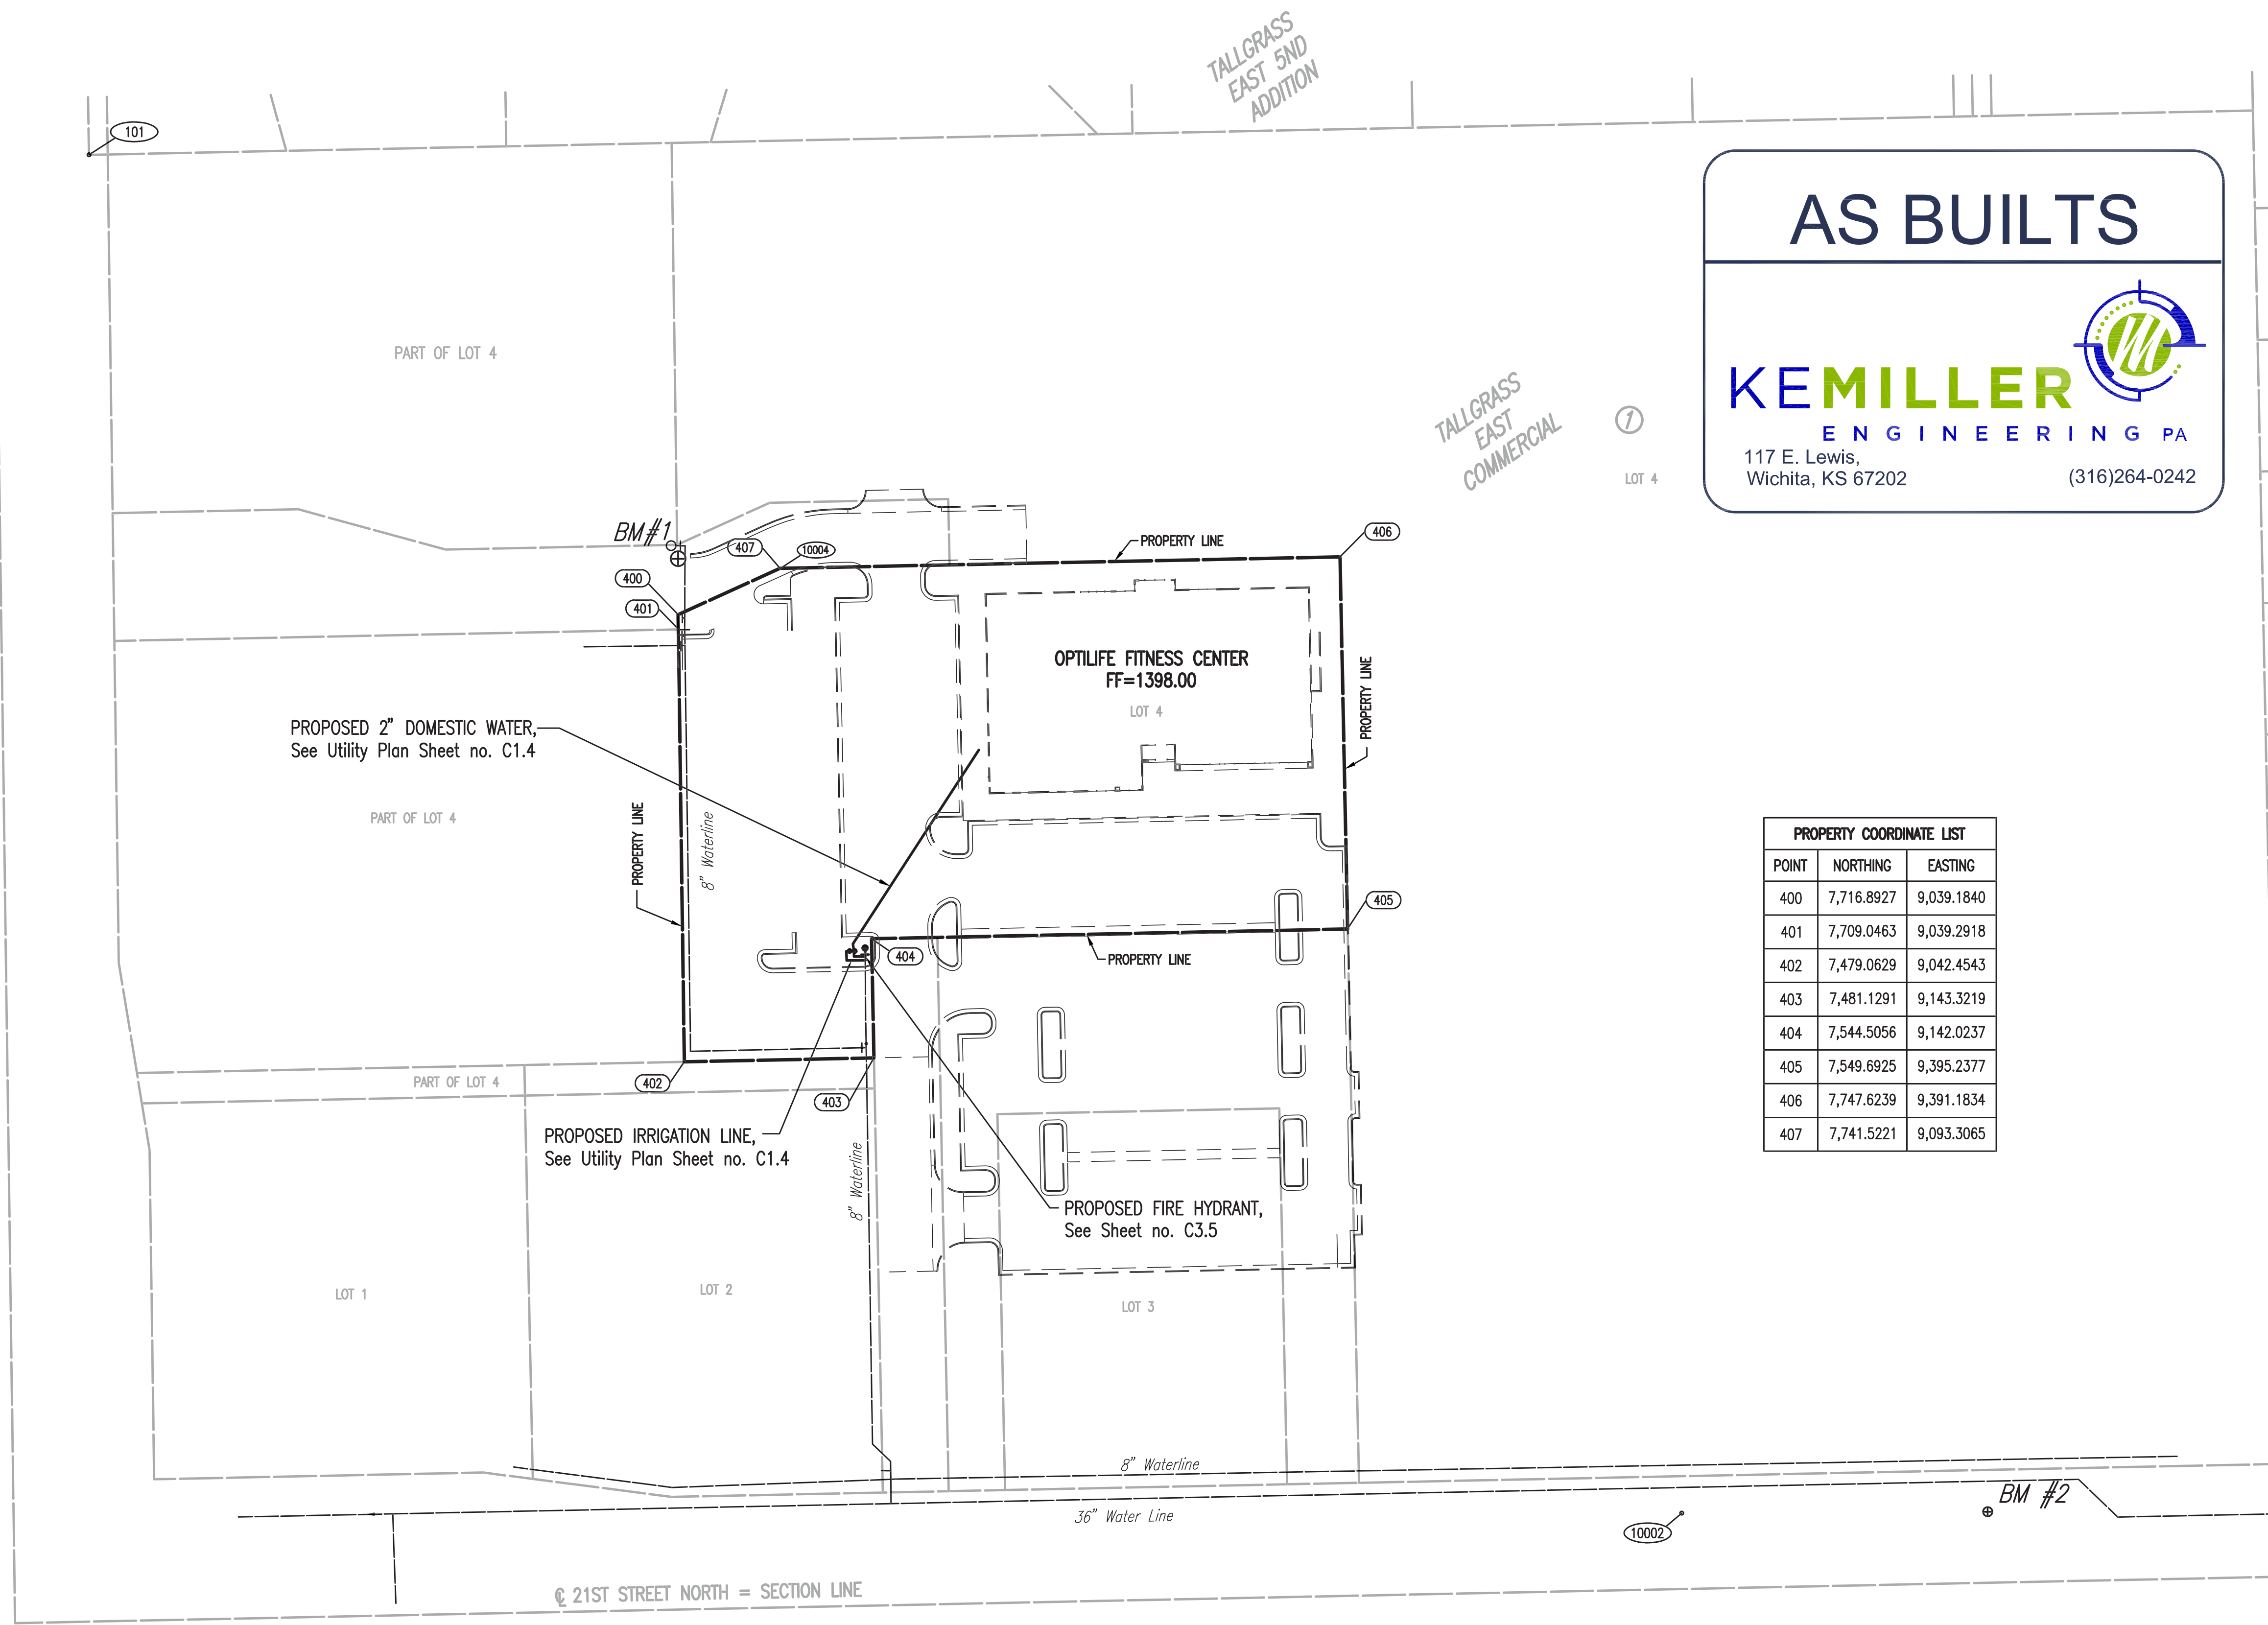 TALLGRASS
EAST 5ND
ADDITION
101
AS BUILTS
KEMILLER
ENGINEERING PA
117 E. Lewis,
Wichita, KS 67202
(316)264-0242
PART OF LOT 4
TALLGRASS
EAST
COMMERCIAL
1
LOT 4
BM#1
407
10004
PROPERTY LINE
406
400
401
OPTILIFE FITNESS CENTER
FF=1398.00
LOT 4
PROPERTY LINE
PROPOSED 2" DOMESTIC WATER,
See Utility Plan Sheet no. C1.4
PART OF LOT 4
PROPERTY LINE
8" Waterline
405
404
PROPERTY LINE
PROPERTY COORDINATE LIST
POINT NORTHING EASTING
400 7,716.8927 9,039.1840
401 7,709.0463 9,039.2918
402 7,479.0629 9,042.4543
403 7,481.1291 9,143.3219
404 7,544.5056 9,142.0237
405 7,549.6925 9,395.2377
406 7,747.6239 9,391.1834
407 7,741.5221 9,093.3065
PART OF LOT 4
402
403
PROPOSED IRRIGATION LINE,
See Utility Plan Sheet no. C1.4
8" Waterline
PROPOSED FIRE HYDRANT,
See Sheet no. C3.5
LOT 1
LOT 2
LOT 3
8" Waterline
36" Water Line
BM #2
10002
℄ 21ST STREET NORTH = SECTION LINE